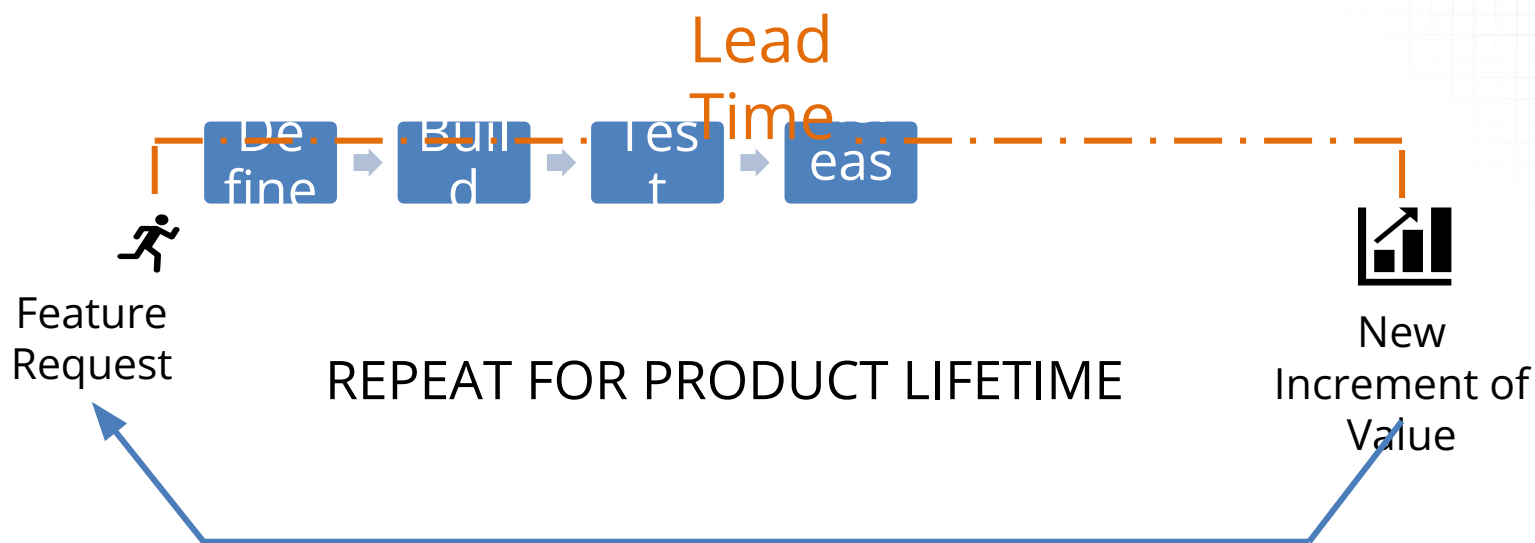 Lead
Time
De
fine
Buil
d
Tes
t
eas
Feature
Request
REPEAT FOR PRODUCT LIFETIME
New
Increment of
Value